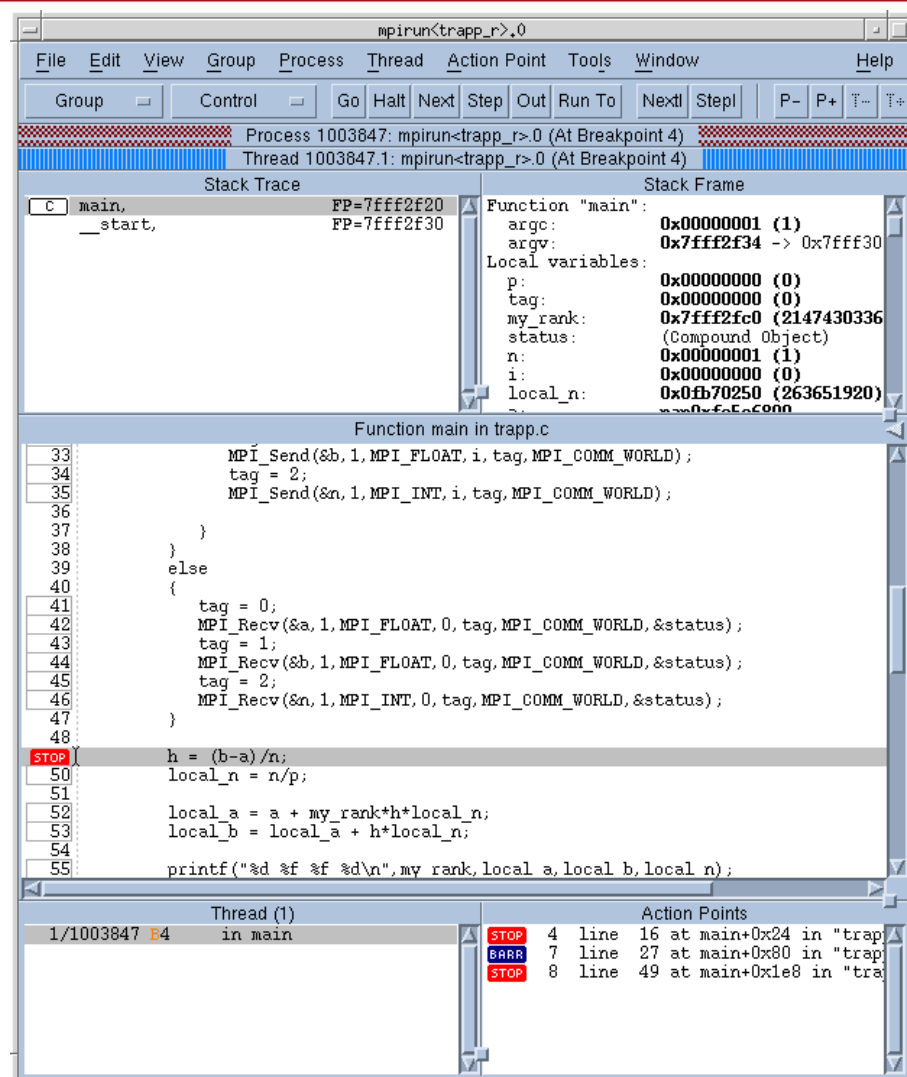 mpirun<trapp_r>.0
File Edit View Group Process Thread Action Point Tools Window Help
Group Control Go Halt Next Step Out Run To NextI StepI P- P+ T- T+
Process 1003847: mpirun<trapp_r>.0 (At Breakpoint 4)
Thread 1003847.1: mpirun<trapp_r>.0 (At Breakpoint 4)
Stack Trace
C main, FP=7fff2f20
__start, FP=7fff2f30
Stack Frame
Function "main":
argc: 0x00000001 (1)
argv: 0x7fff2f34 -> 0x7fff30
Local variables:
p: 0x00000000 (0)
tag: 0x00000000 (0)
my_rank: 0x7fff2fc0 (2147430336
status: (Compound Object)
n: 0x00000001 (1)
i: 0x00000000 (0)
local_n: 0x0fb70250 (263651920)
Function main in trapp.c
33 MPI_Send(&b,1,MPI_FLOAT,i,tag,MPI_COMM_WORLD);
34 tag = 2;
35 MPI_Send(&n,1,MPI_INT,i,tag,MPI_COMM_WORLD);
36
37 }
38 }
39 else
40 {
41 tag = 0;
42 MPI_Recv(&a,1,MPI_FLOAT,0,tag,MPI_COMM_WORLD,&status);
43 tag = 1;
44 MPI_Recv(&b,1,MPI_FLOAT,0,tag,MPI_COMM_WORLD,&status);
45 tag = 2;
46 MPI_Recv(&n,1,MPI_INT,0,tag,MPI_COMM_WORLD,&status);
47 }
48
STOP h = (b-a)/n;
50 local_n = n/p;
51
52 local_a = a + my_rank*h*local_n;
53 local_b = local_a + h*local_n;
54
55 printf("%d %f %f %d\n",my_rank,local_a,local_b,local_n);
Thread (1)
1/1003847 B4 in main
Action Points
STOP 4 line 16 at main+0x24 in "trap
BARR 7 line 27 at main+0x80 in "trap
STOP 8 line 49 at main+0x1e8 in "tra